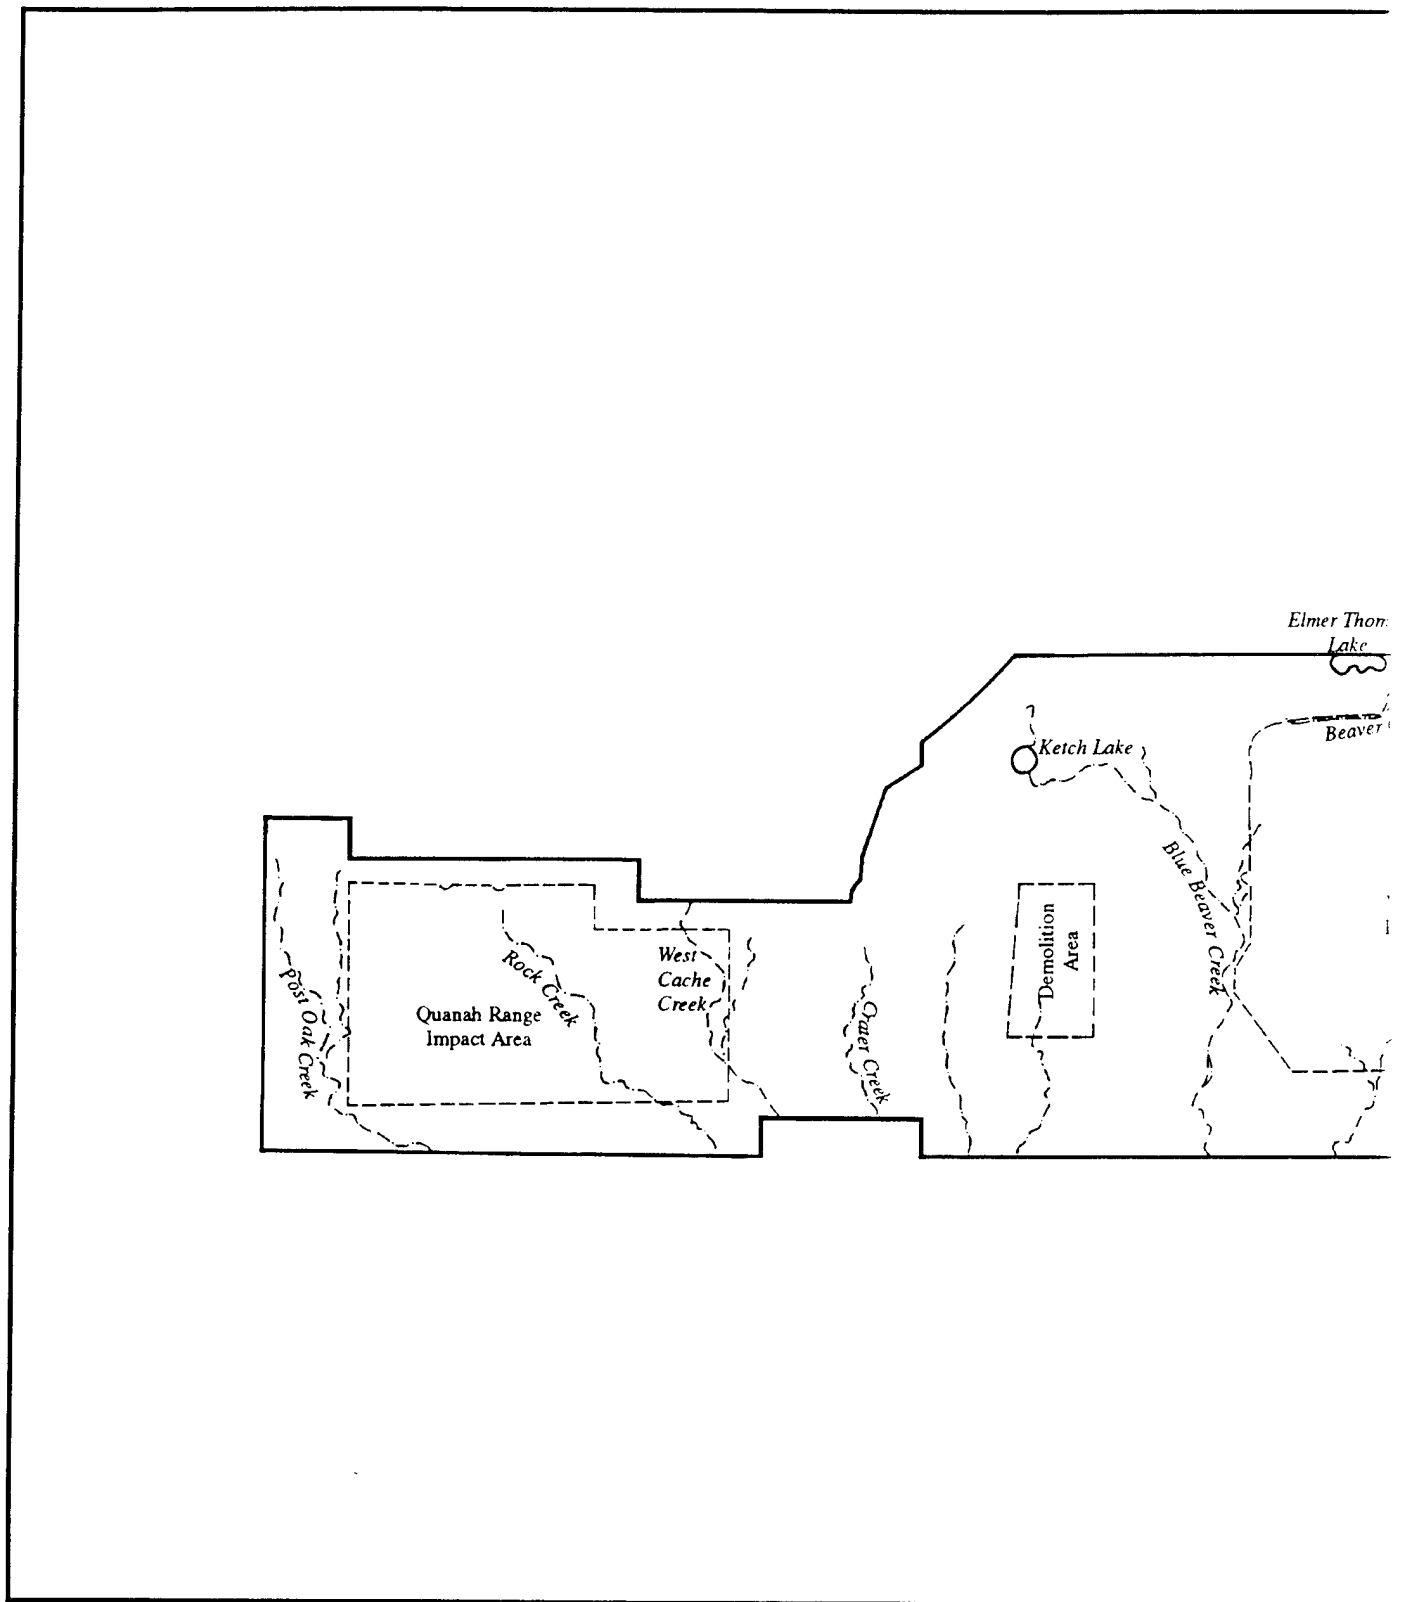 Elmer Thom
Lake
Beaver
Ketch Lake
Blue Beaver Creek
Demolition
Area
West
Cache
Creek
Rock Creek
Quanah Range
Impact Area
Post Oak Creek
Crater Creek